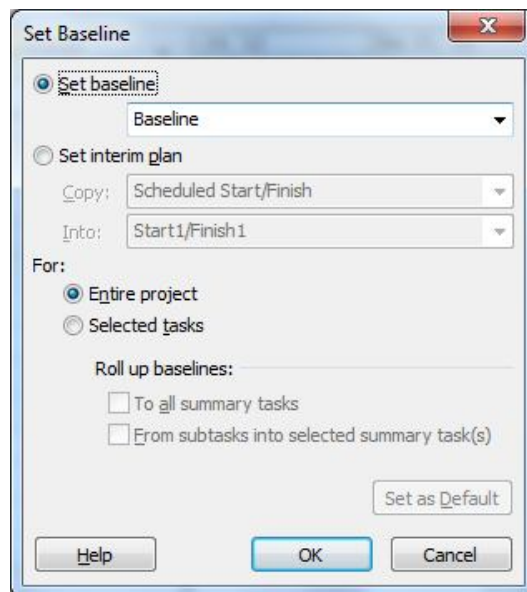 Set Baseline
Set baseline
Baseline
Set interim plan
Copy: Scheduled Start/Finish
Into: Start1/Finish1
For:
Entire project
Selected tasks
Roll up baselines:
To all summary tasks
From subtasks into selected summary task(s)
Set as Default
Help OK Cancel